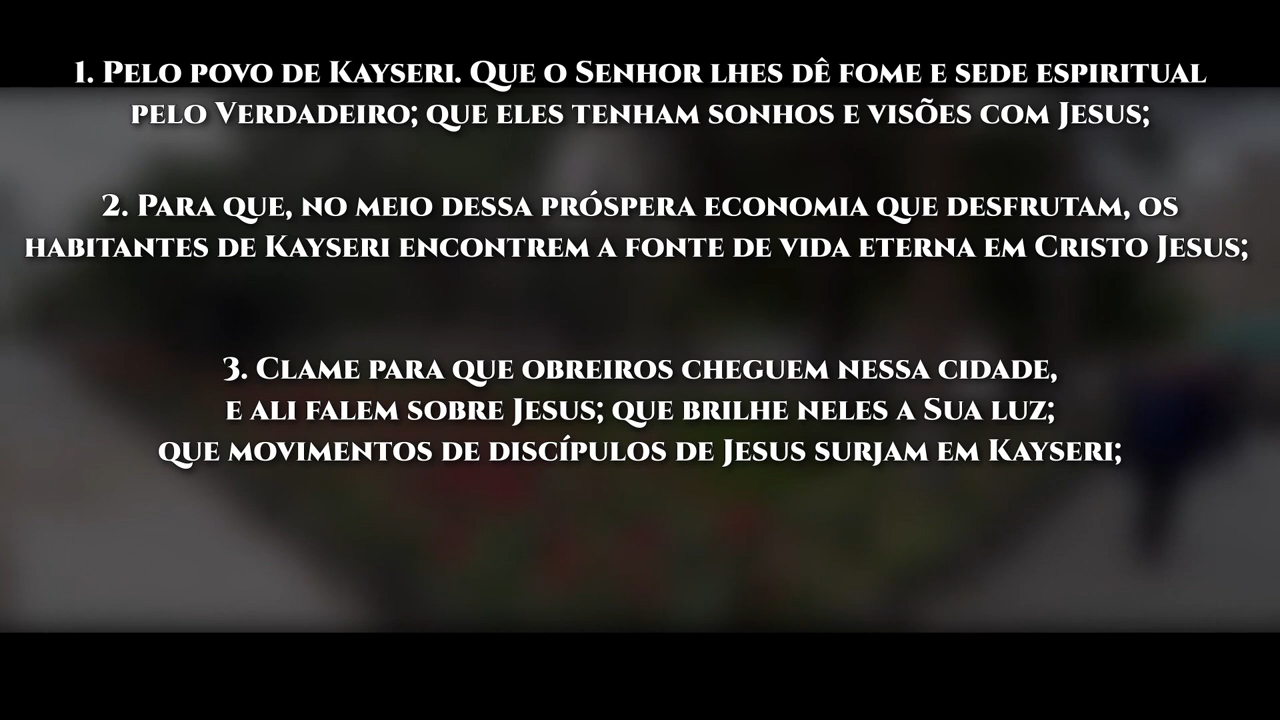 1. Pelo povo de Kayseri. Que o Senhor lhes dê fome e sede espiritual
pelo Verdadeiro; que eles tenham sonhos e visões com Jesus;
2. Para que, no meio dessa próspera economia que desfrutam, os
habitantes de Kayseri encontrem a fonte de vida eterna em Cristo Jesus;
3. Clame para que obreiros cheguem nessa cidade,
e ali falem sobre Jesus; que brilhe neles a Sua luz;
que movimentos de discípulos de Jesus surjam em Kayseri;